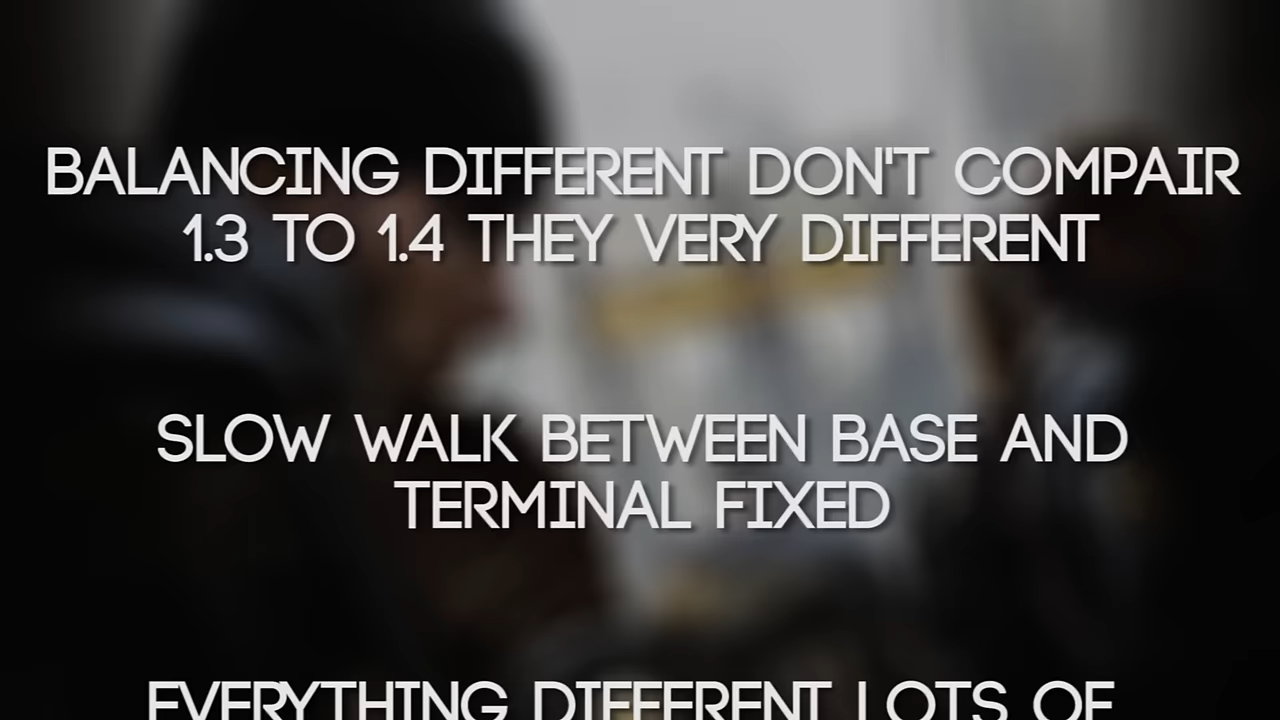 BALANCING DIFFERENT DON'T COMPAIR
1.3 TO 1.4 THEY VERY DIFFERENT
SLOW WALK BETWEEN BASE AND
TERMINAL FIXED
EVERYTHING DIFFERENT LOTS OF